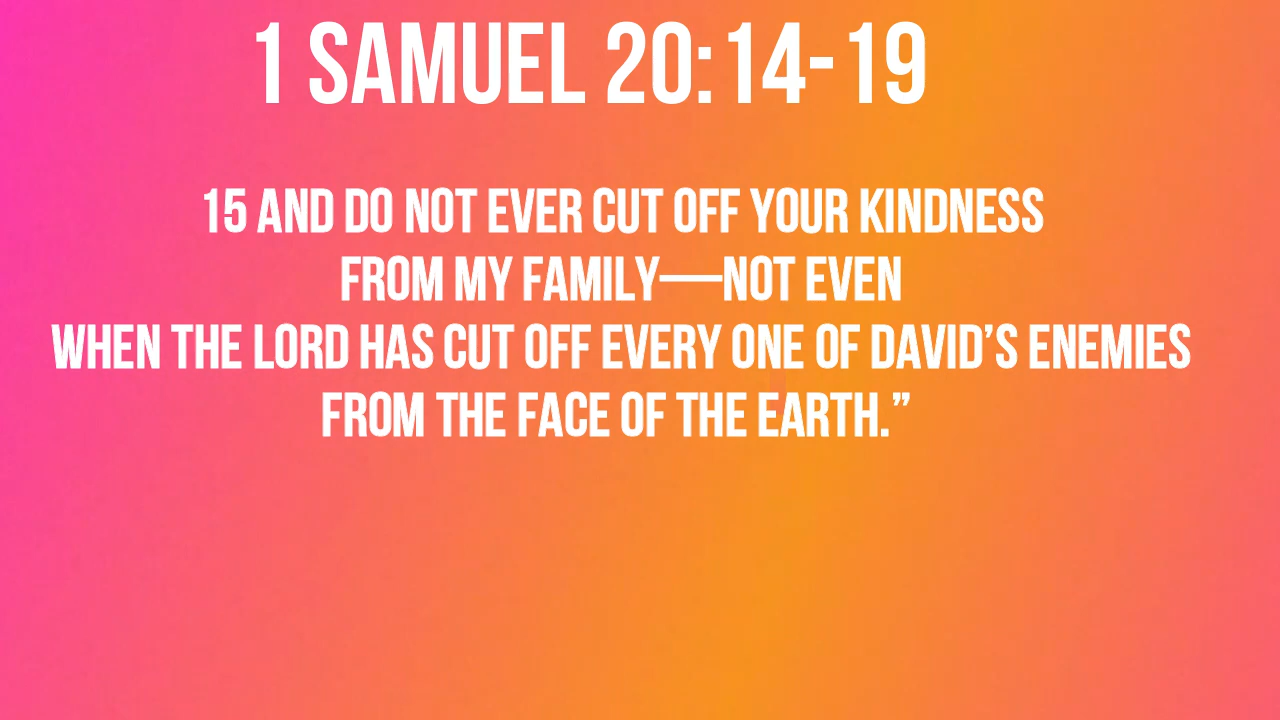 1 SAMUEL 20:14-19
15 AND DO NOT EVER CUT OFF YOUR KINDNESS
FROM MY FAMILY—NOT EVEN
WHEN THE LORD HAS CUT OFF EVERY ONE OF DAVID’S ENEMIES
FROM THE FACE OF THE EARTH.”